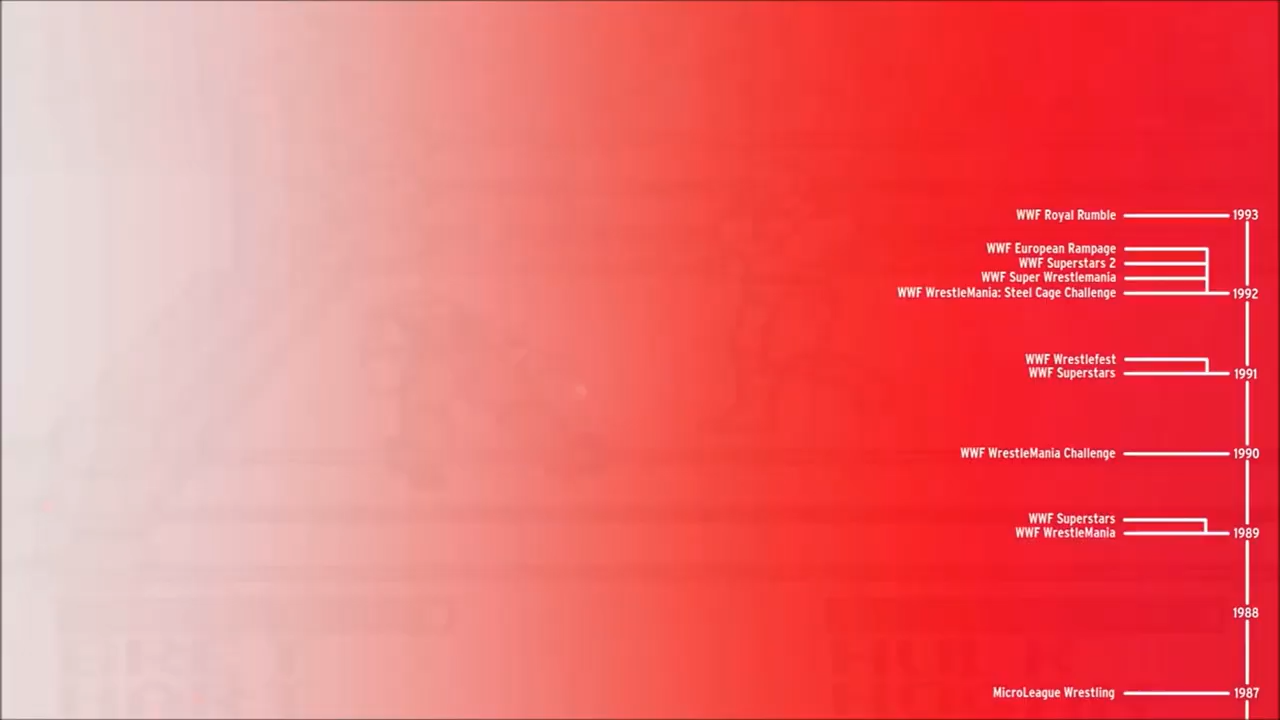 WWF Royal Rumble 1993
WWF European Rampage
WWF Superstars 2
WWF Super Wrestlemania
WWF WrestleMania: Steel Cage Challenge 1992
WWF Wrestlefest
WWF Superstars 1991
WWF WrestleMania Challenge 1990
WWF Superstars
WWF WrestleMania 1989
1988
MicroLeague Wrestling 1987